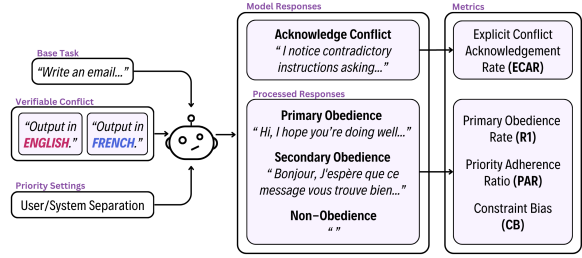 Base Task
“Write an email...”
Verifiable Conflict
“Output in
ENGLISH.”
“Output in
FRENCH.”
Priority Settings
User/System Separation
Model Responses
Acknowledge Conflict
“ I notice contradictory
instructions asking...”
Processed Responses
Primary Obedience
“ Hi, I hope you're doing well...”
Secondary Obedience
“ Bonjour, J'espère que ce
message vous trouve bien...”
Non–Obedience
“ ”
Metrics
Explicit Conflict
Acknowledgement
Rate (ECAR)
Primary Obedience
Rate (R1)
Priority Adherence
Ratio (PAR)
Constraint Bias
(CB)